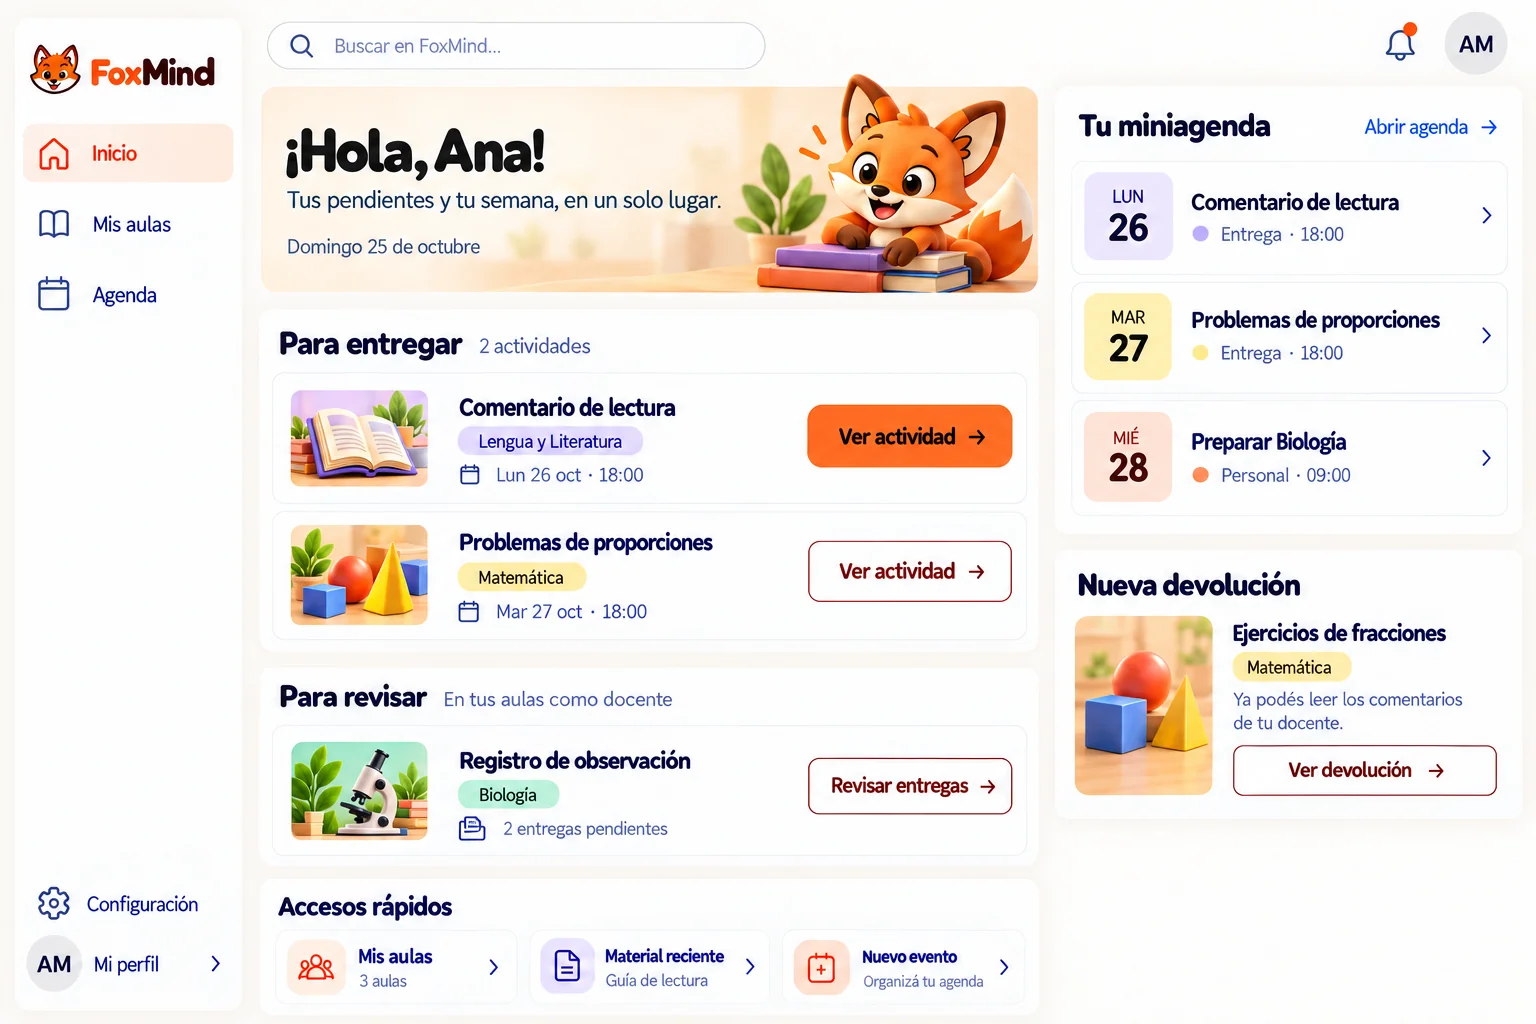 FoxMind
Inicio
Mis aulas
Agenda
Configuración
AM
Mi perfil
Buscar en FoxMind...
AM
¡Hola, Ana!
Tus pendientes y tu semana, en un solo lugar.
Domingo 25 de octubre
Para entregar
2 actividades
Comentario de lectura
Lengua y Literatura
Lun 26 oct · 18:00
Ver actividad →
Problemas de proporciones
Matemática
Mar 27 oct · 18:00
Ver actividad →
Para revisar
En tus aulas como docente
Registro de observación
Biología
2 entregas pendientes
Revisar entregas →
Accesos rápidos
Mis aulas
3 aulas
Material reciente
Guía de lectura
Nuevo evento
Organizá tu agenda
Tu miniagenda
Abrir agenda →
LUN
26
Comentario de lectura
Entrega · 18:00
MAR
27
Problemas de proporciones
Entrega · 18:00
MIÉ
28
Preparar Biología
Personal · 09:00
Nueva devolución
Ejercicios de fracciones
Matemática
Ya podés leer los comentarios
de tu docente.
Ver devolución →